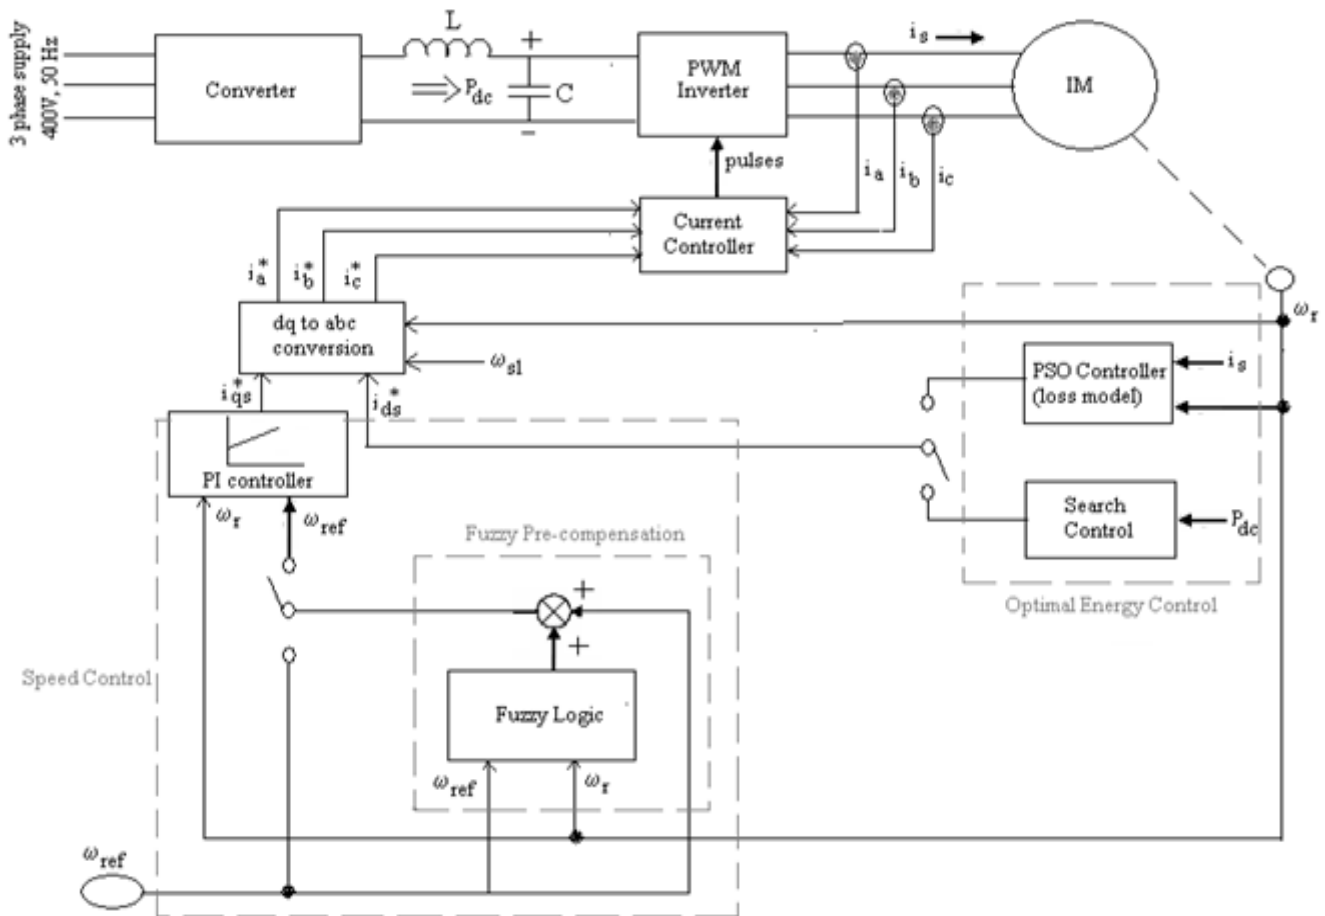 3 phase supply
400V, 50 Hz
Converter
L
P_dc
+
C
−
PWM
Inverter
i_s
IM
pulses
i_a
i_b
i_c
Current
Controller
i_a^*
i_b^*
i_c^*
dq to abc
conversion
ω_r
ω_sl
i_qs^*
i_ds^*
PSO Controller
(loss model)
i_s
PI controller
ω_r
ω_ref
Search
Control
P_dc
Fuzzy Pre-compensation
Optimal Energy Control
+
+
Speed Control
Fuzzy Logic
ω_ref
ω_r
ω_ref